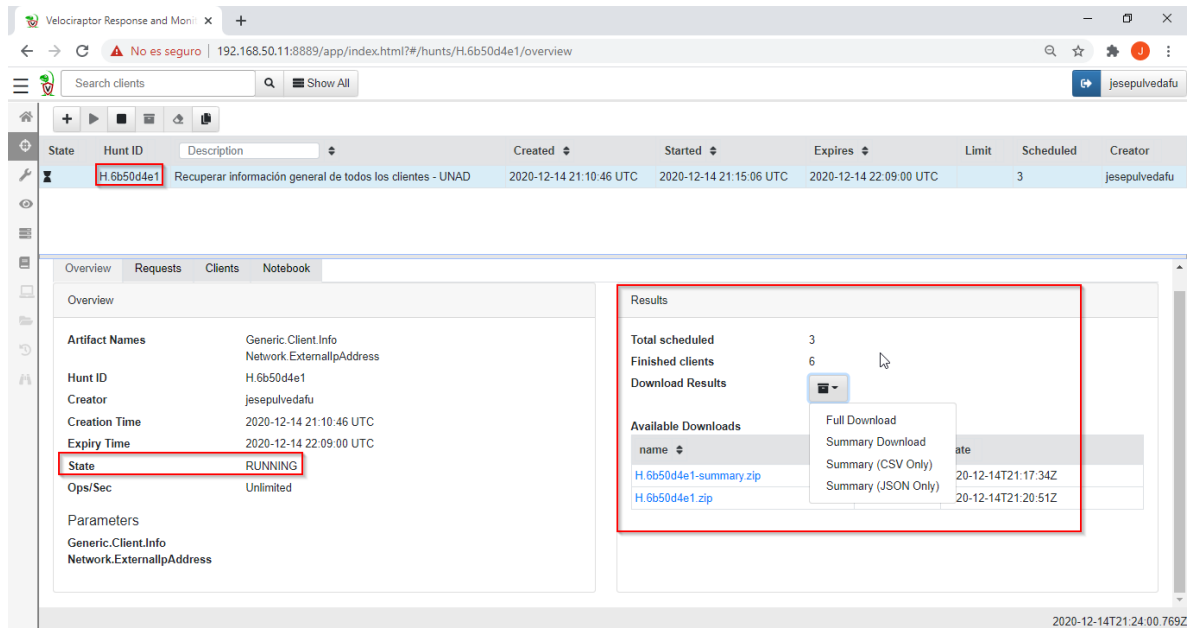 Velociraptor Response and Moni
No es seguro | 192.168.50.11:8889/app/index.html?#/hunts/H.6b50d4e1/overview
J
Search clients
Show All
jesepulvedafu
State Hunt ID Description Created Started Expires Limit Scheduled Creator
H.6b50d4e1 Recuperar información general de todos los clientes - UNAD 2020-12-14 21:10:46 UTC 2020-12-14 21:15:06 UTC 2020-12-14 22:09:00 UTC 3 jesepulvedafu
Overview Requests Clients Notebook
Overview
Artifact Names Generic.Client.Info
Network.ExternalIpAddress
Hunt ID H.6b50d4e1
Creator jesepulvedafu
Creation Time 2020-12-14 21:10:46 UTC
Expiry Time 2020-12-14 22:09:00 UTC
State RUNNING
Ops/Sec Unlimited
Parameters
Generic.Client.Info
Network.ExternalIpAddress
Results
Total scheduled 3
Finished clients 6
Download Results
Full Download
Summary Download
Summary (CSV Only)
Summary (JSON Only)
Available Downloads
name ate
H.6b50d4e1-summary.zip 20-12-14T21:17:34Z
H.6b50d4e1.zip 20-12-14T21:20:51Z
2020-12-14T21:24:00.769Z